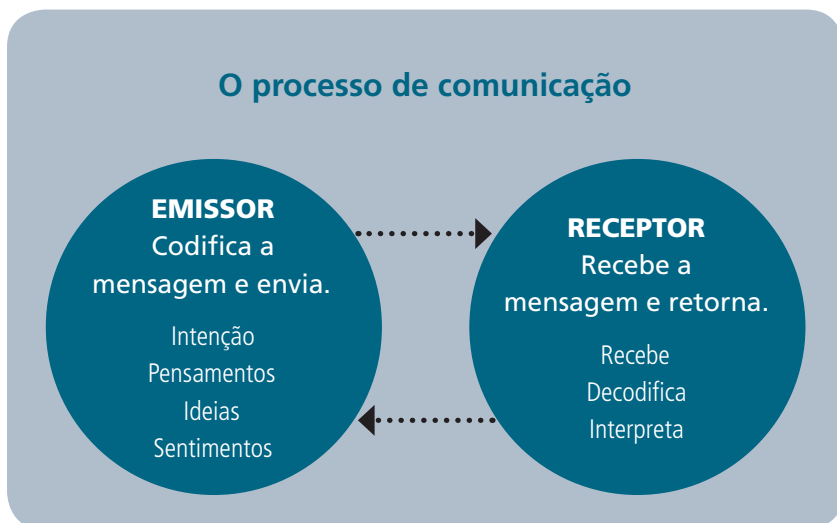 O processo de comunicação
EMISSOR
Codifica a
mensagem e envia.
Intenção
Pensamentos
Ideias
Sentimentos
RECEPTOR
Recebe a
mensagem e retorna.
Recebe
Decodifica
Interpreta